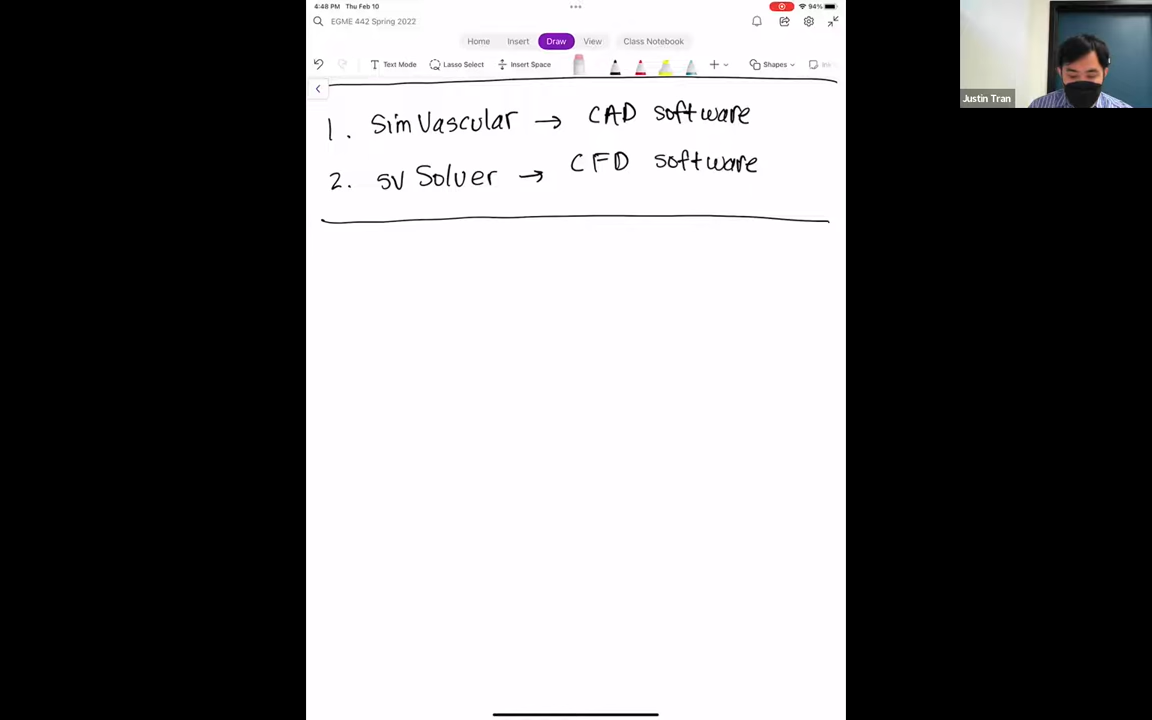 4:48 PM Thu Feb 10
94%
EGME 442 Spring 2022
Home Insert Draw View Class Notebook
Text Mode Lasso Select Insert Space Shapes
1. SimVascular → CAD software
2. SV Solver → CFD software
Justin Tran